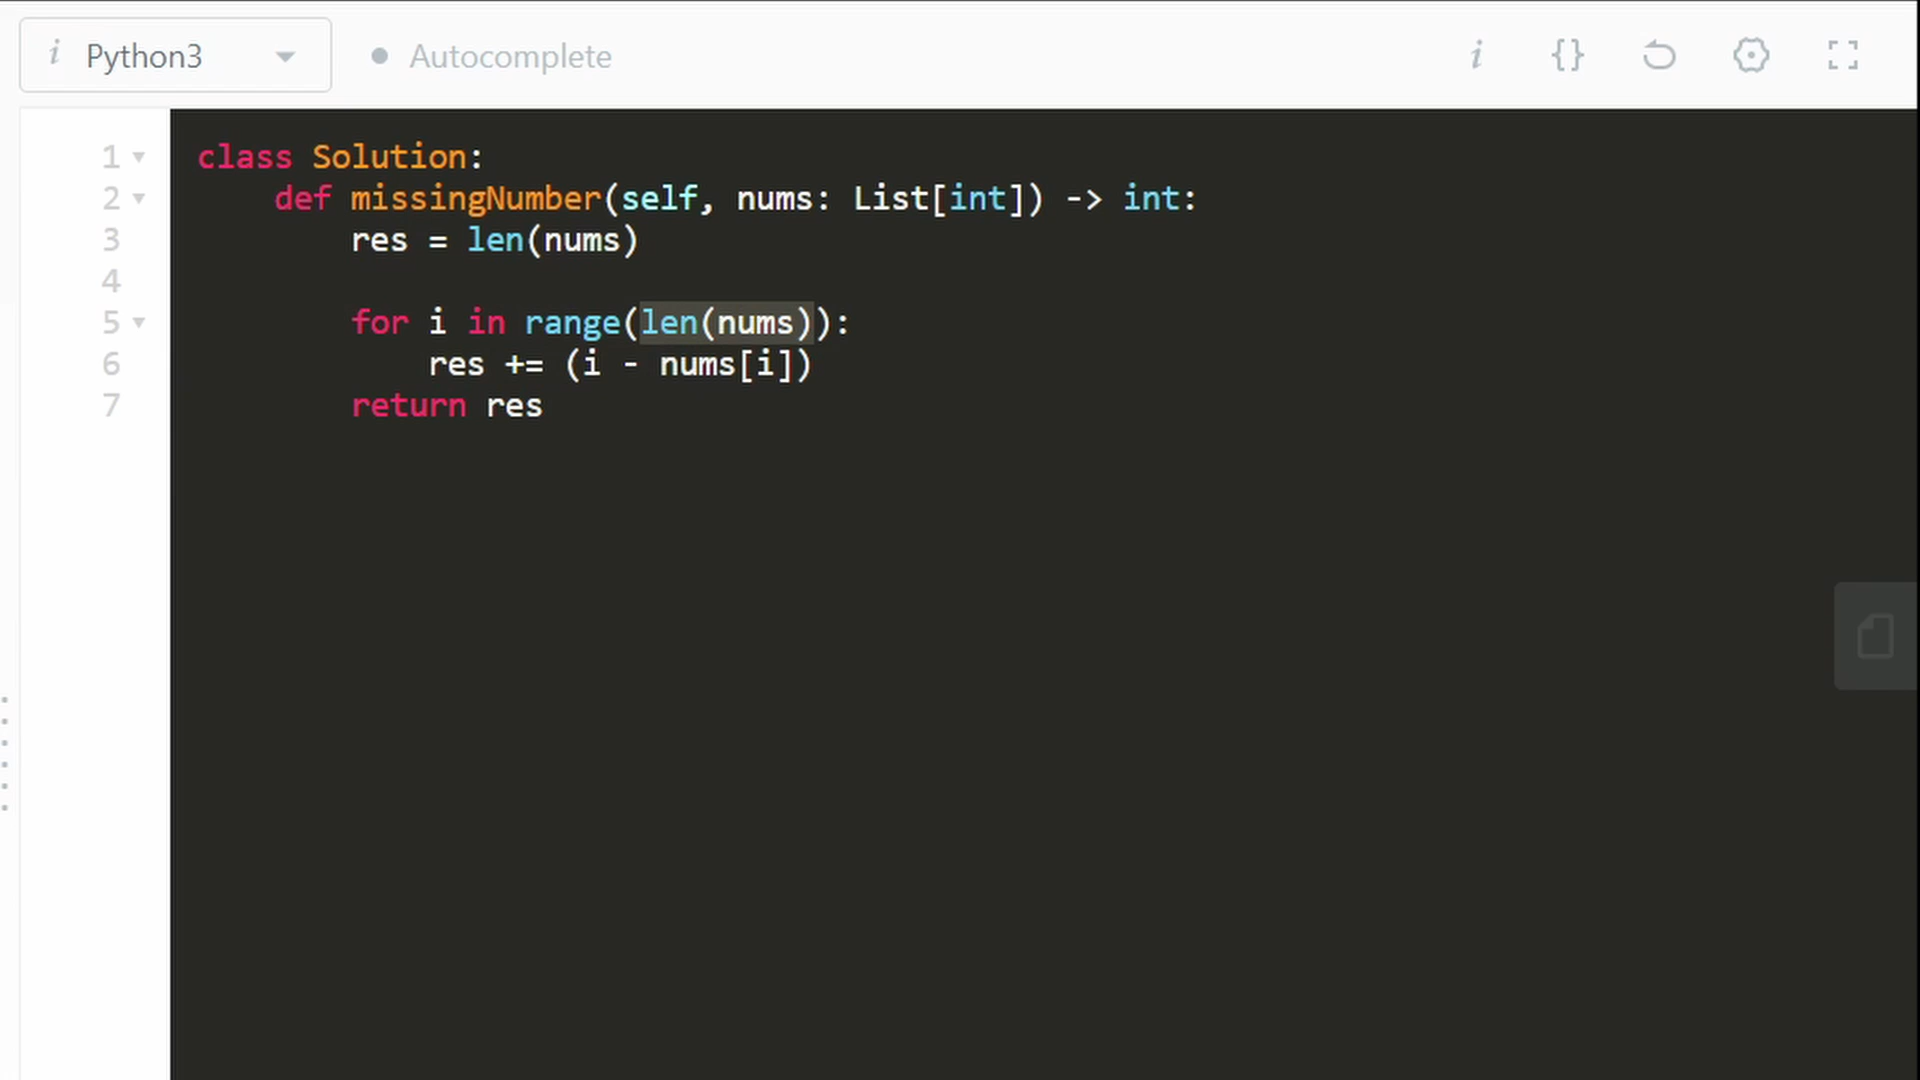 i Python3 Autocomplete i {}
1 class Solution:
2     def missingNumber(self, nums: List[int]) -> int:
3         res = len(nums)
4
5         for i in range(len(nums)):
6             res += (i - nums[i])
7         return res